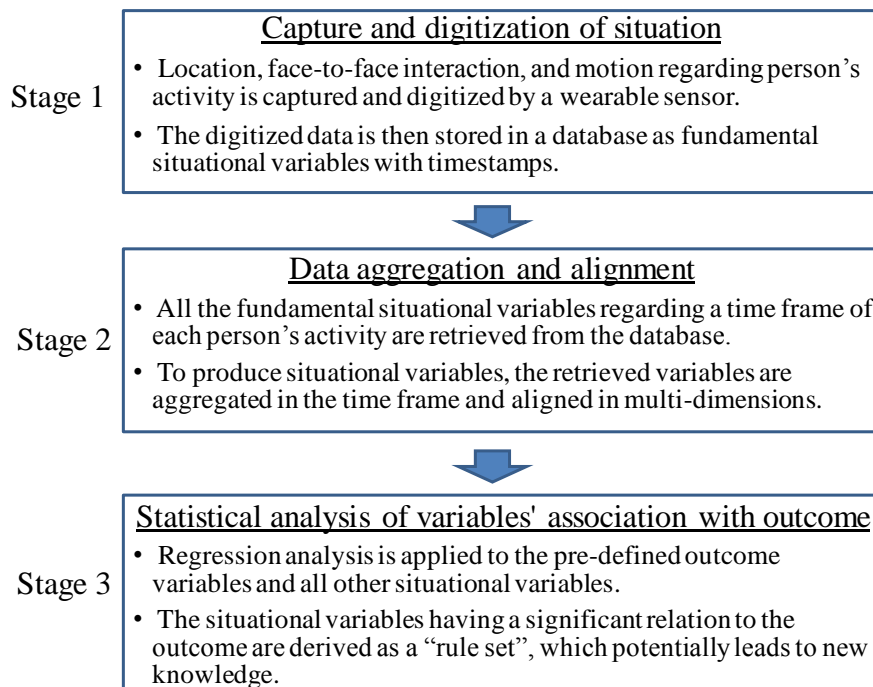 Capture and digitization of situation
Stage 1
• Location, face-to-face interaction, and motion regarding person's
activity is captured and digitized by a wearable sensor.
• The digitized data is then stored in a database as fundamental
situational variables with timestamps.
Data aggregation and alignment
Stage 2
• All the fundamental situational variables regarding a time frame of
each person's activity are retrieved from the database.
• To produce situational variables, the retrieved variables are
aggregated in the time frame and aligned in multi-dimensions.
Statistical analysis of variables' association with outcome
Stage 3
• Regression analysis is applied to the pre-defined outcome
variables and all other situational variables.
• The situational variables having a significant relation to the
outcome are derived as a “rule set”, which potentially leads to new
knowledge.